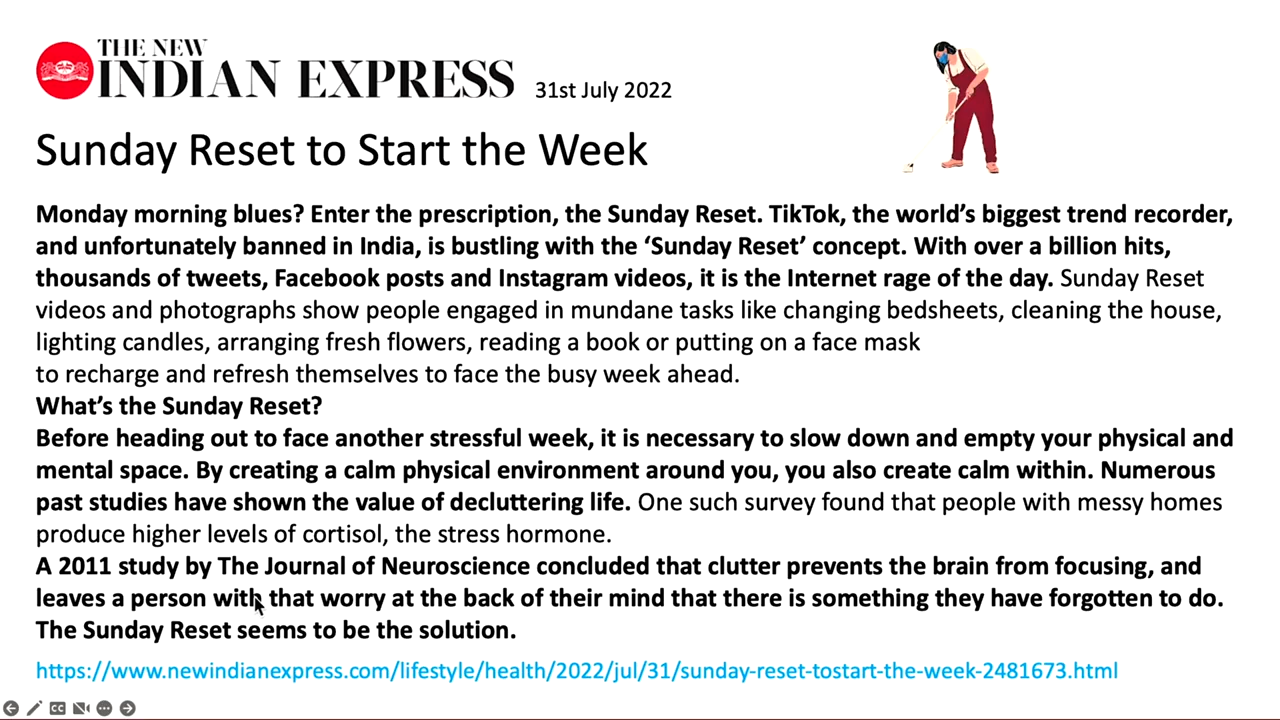 THE NEW
INDIAN EXPRESS 31st July 2022
Sunday Reset to Start the Week
Monday morning blues? Enter the prescription, the Sunday Reset. TikTok, the world’s biggest trend recorder,
and unfortunately banned in India, is bustling with the ‘Sunday Reset’ concept. With over a billion hits,
thousands of tweets, Facebook posts and Instagram videos, it is the Internet rage of the day. Sunday Reset
videos and photographs show people engaged in mundane tasks like changing bedsheets, cleaning the house,
lighting candles, arranging fresh flowers, reading a book or putting on a face mask
to recharge and refresh themselves to face the busy week ahead.
What’s the Sunday Reset?
Before heading out to face another stressful week, it is necessary to slow down and empty your physical and
mental space. By creating a calm physical environment around you, you also create calm within. Numerous
past studies have shown the value of decluttering life. One such survey found that people with messy homes
produce higher levels of cortisol, the stress hormone.
A 2011 study by The Journal of Neuroscience concluded that clutter prevents the brain from focusing, and
leaves a person with that worry at the back of their mind that there is something they have forgotten to do.
The Sunday Reset seems to be the solution.
https://www.newindianexpress.com/lifestyle/health/2022/jul/31/sunday-reset-tostart-the-week-2481673.html
CC